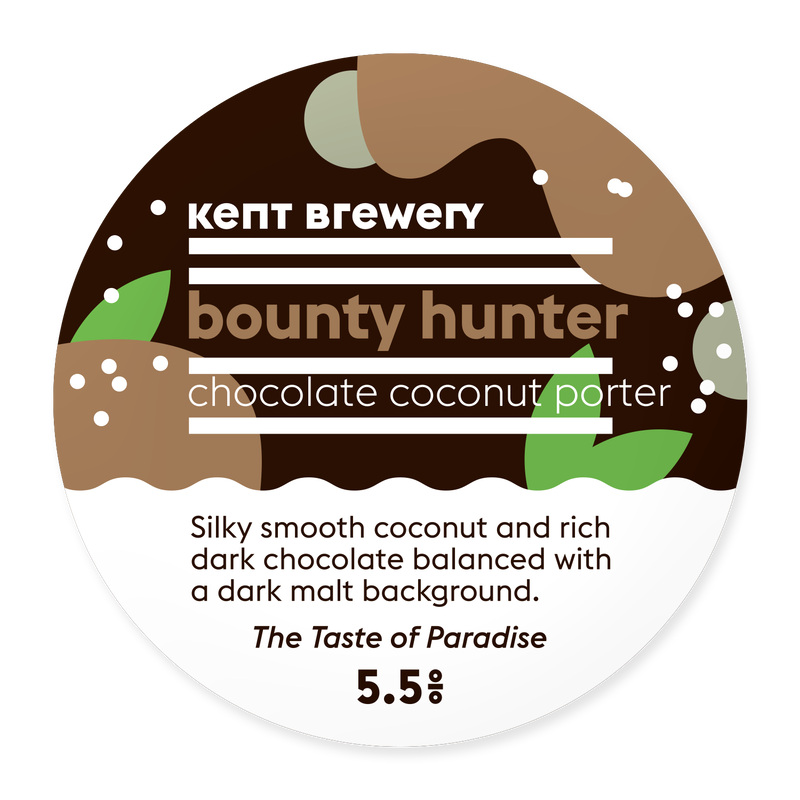 Kent Brewery
bounty hunter
chocolate coconut porter
Silky smooth coconut and rich
dark chocolate balanced with
a dark malt background.
The Taste of Paradise
5.5%